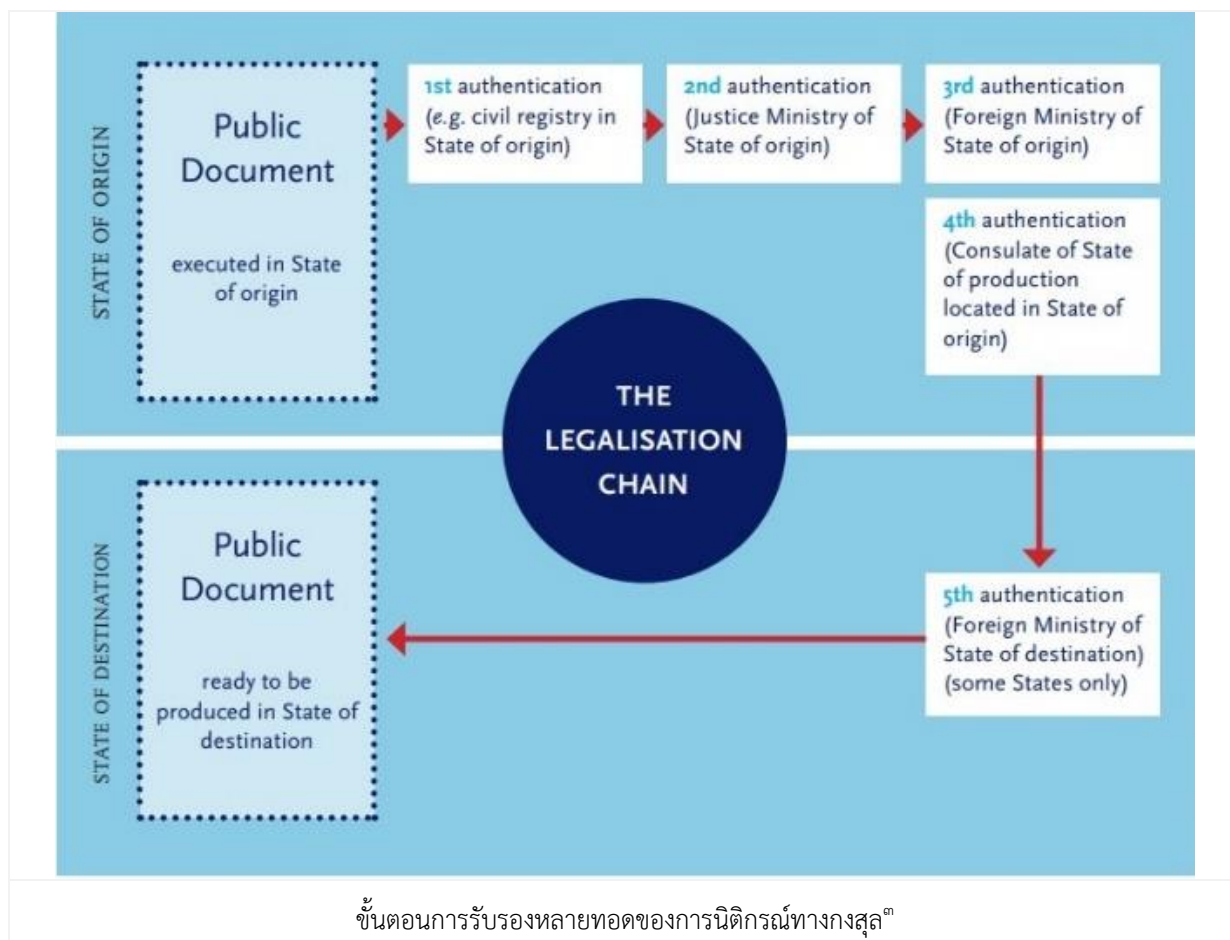 STATE OF ORIGIN
Public
Document
executed in State
of origin
1st authentication
(e.g. civil registry in
State of origin)
2nd authentication
(Justice Ministry of
State of origin)
3rd authentication
(Foreign Ministry of
State of origin)
4th authentication
(Consulate of State
of production
located in State of
origin)
THE
LEGALISATION
CHAIN
STATE OF DESTINATION
Public
Document
ready to be
produced in State of
destination
5th authentication
(Foreign Ministry of
State of destination)
(some States only)
ขั้นตอนการรับรองหลายทอดของการนิติกรณ์ทางกงสุล๓